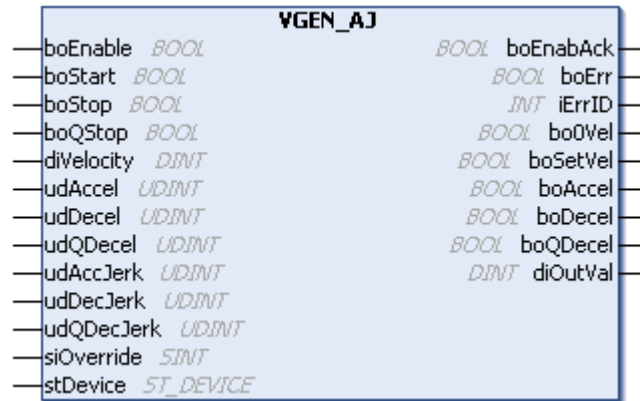 VGEN_AJ
boEnable BOOL BOOL boEnabAck
boStart BOOL BOOL boErr
boStop BOOL INT iErrID
boQStop BOOL BOOL bo0Vel
diVelocity DINT BOOL boSetVel
udAccel UDINT BOOL boAccel
udDecel UDINT BOOL boDecel
udQDecel UDINT BOOL boQDecel
udAccJerk UDINT DINT diOutVal
udDecJerk UDINT
udQDecJerk UDINT
siOverride SINT
stDevice ST_DEVICE